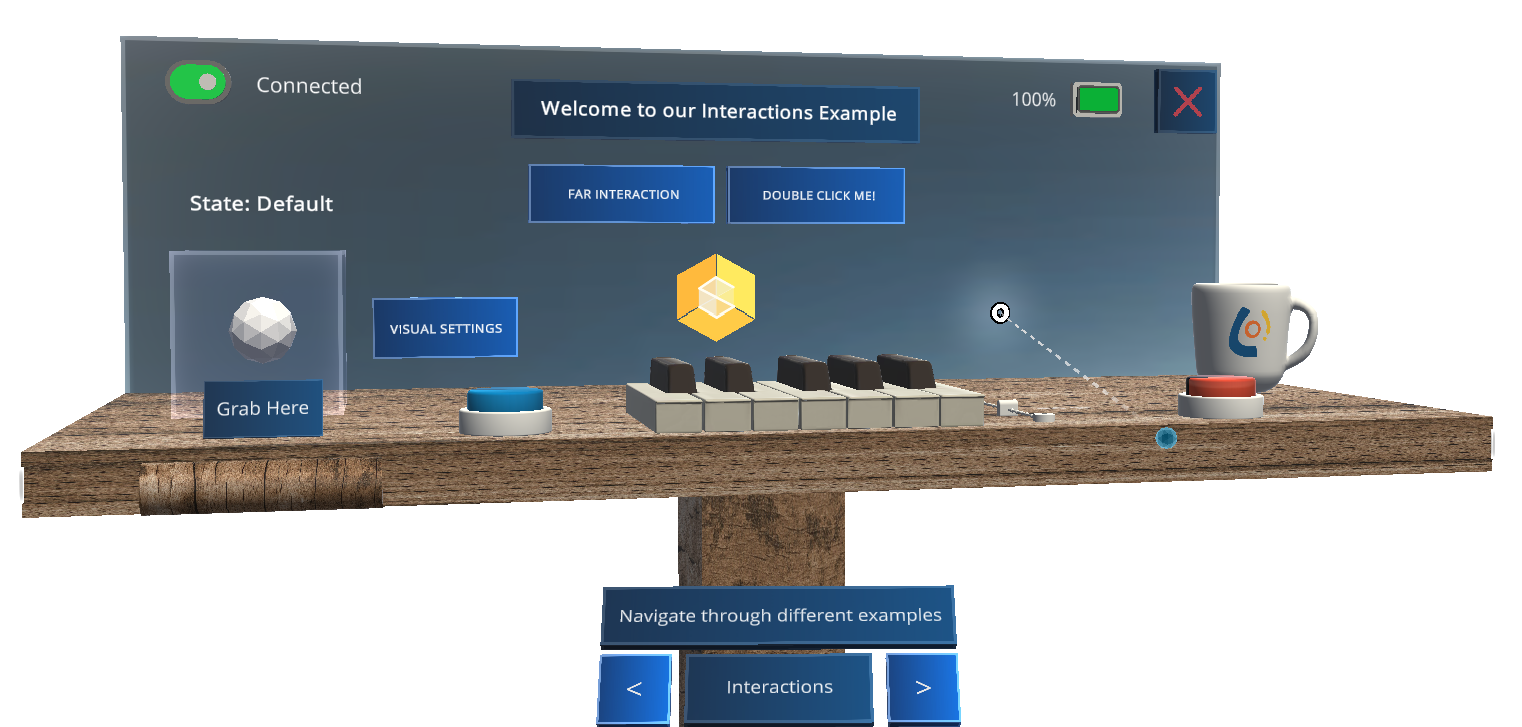 Connected
Welcome to our Interactions Example
100%
FAR INTERACTION
DOUBLE CLICK ME!
State: Default
VISUAL SETTINGS
Grab Here
Navigate through different examples
<
Interactions
>